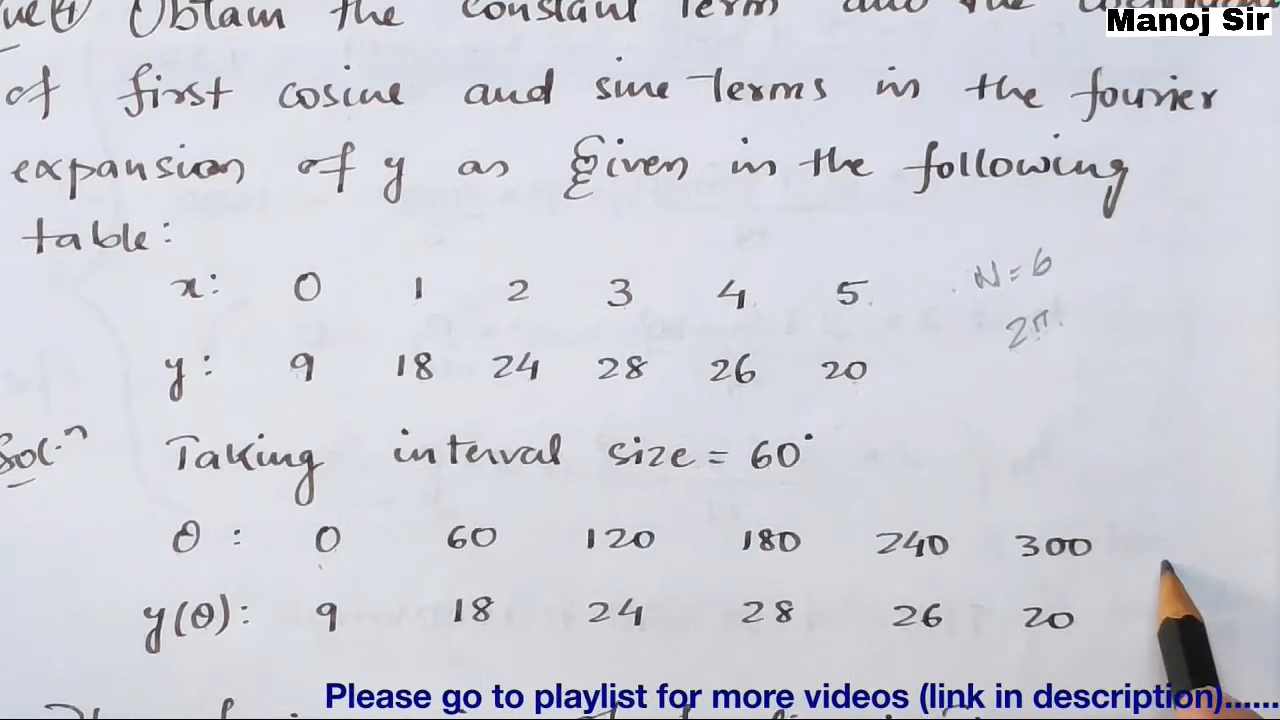 Obtain the constant term and the
Manoj Sir
of first cosine and sine terms in the fourier
expansion of y as given in the following
table:
x: 0 1 2 3 4 5 N = 6
2π
y: 9 18 24 28 26 20
Solⁿ Taking interval size = 60°
θ : 0 60 120 180 240 300
y(θ): 9 18 24 28 26 20
Please go to playlist for more videos (link in description)......